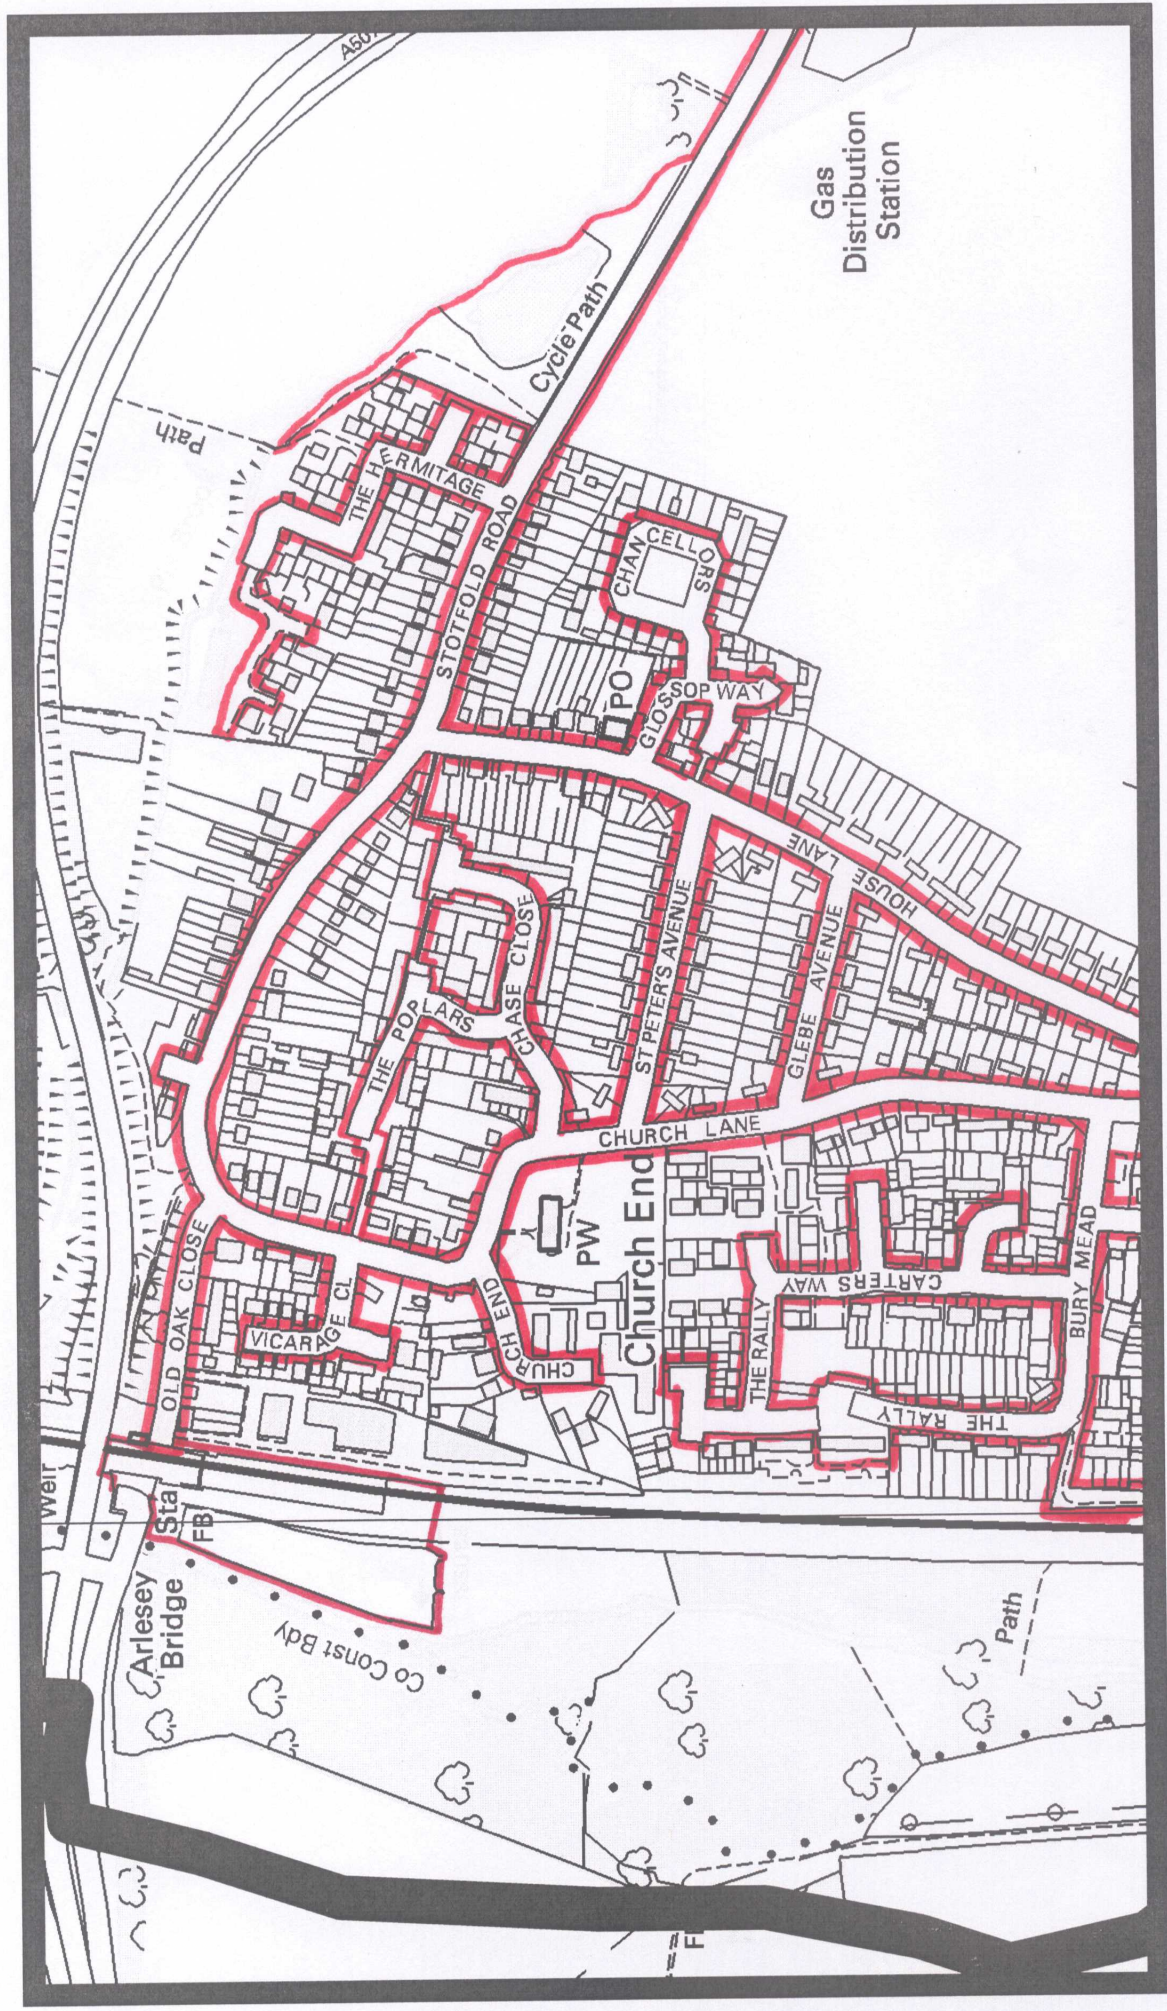 A507
Gas
Distribution
Station
Cycle Path
Path
THE HERMITAGE
STOTFOLD ROAD
CHANCELLORS
PO
GLOSSOP WAY
HOUSE
LANE
ST PETER'S AVENUE
GLEBE AVENUE
CHASE CLOSE
THE POPLARS
CHURCH LANE
Church End
PW
OLD OAK CLOSE
VICARAGE CL
CHURCH END
CHURCH
CARTERS WAY
THE RALLY
THE RALLY
BURY MEAD
Weir
Sta
FB
Arlesey
Bridge
Co Const Bdy
Path